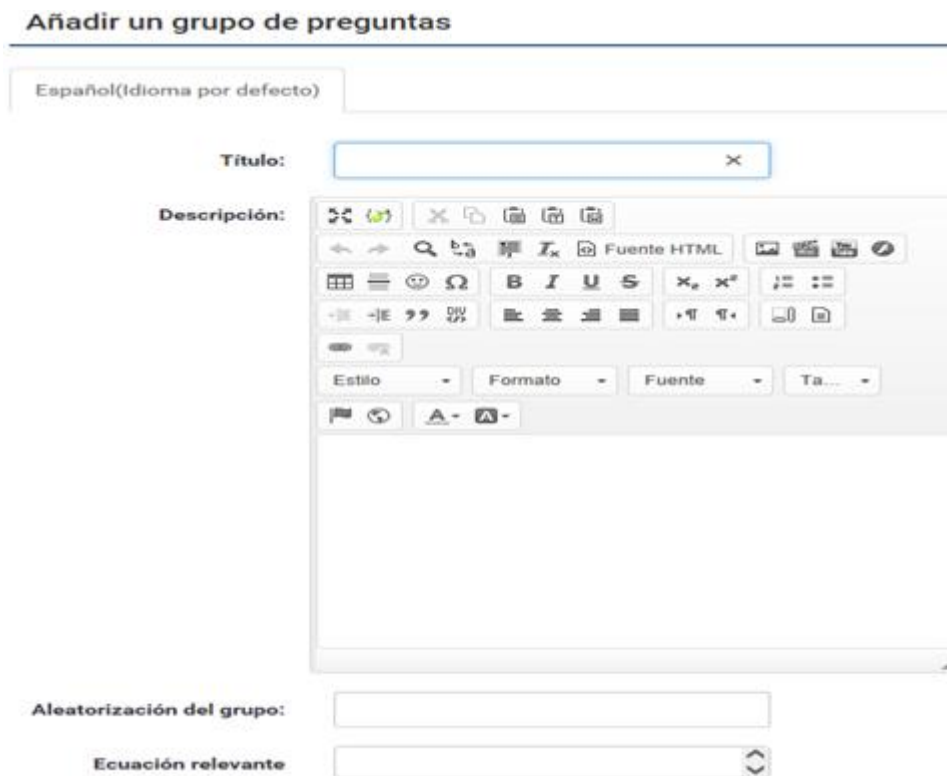 Añadir un grupo de preguntas
Español(Idioma por defecto)
Título:
Descripción:
Fuente HTML
B I U S
Estilo Formato Fuente Ta...
Aleatorización del grupo:
Ecuación relevante